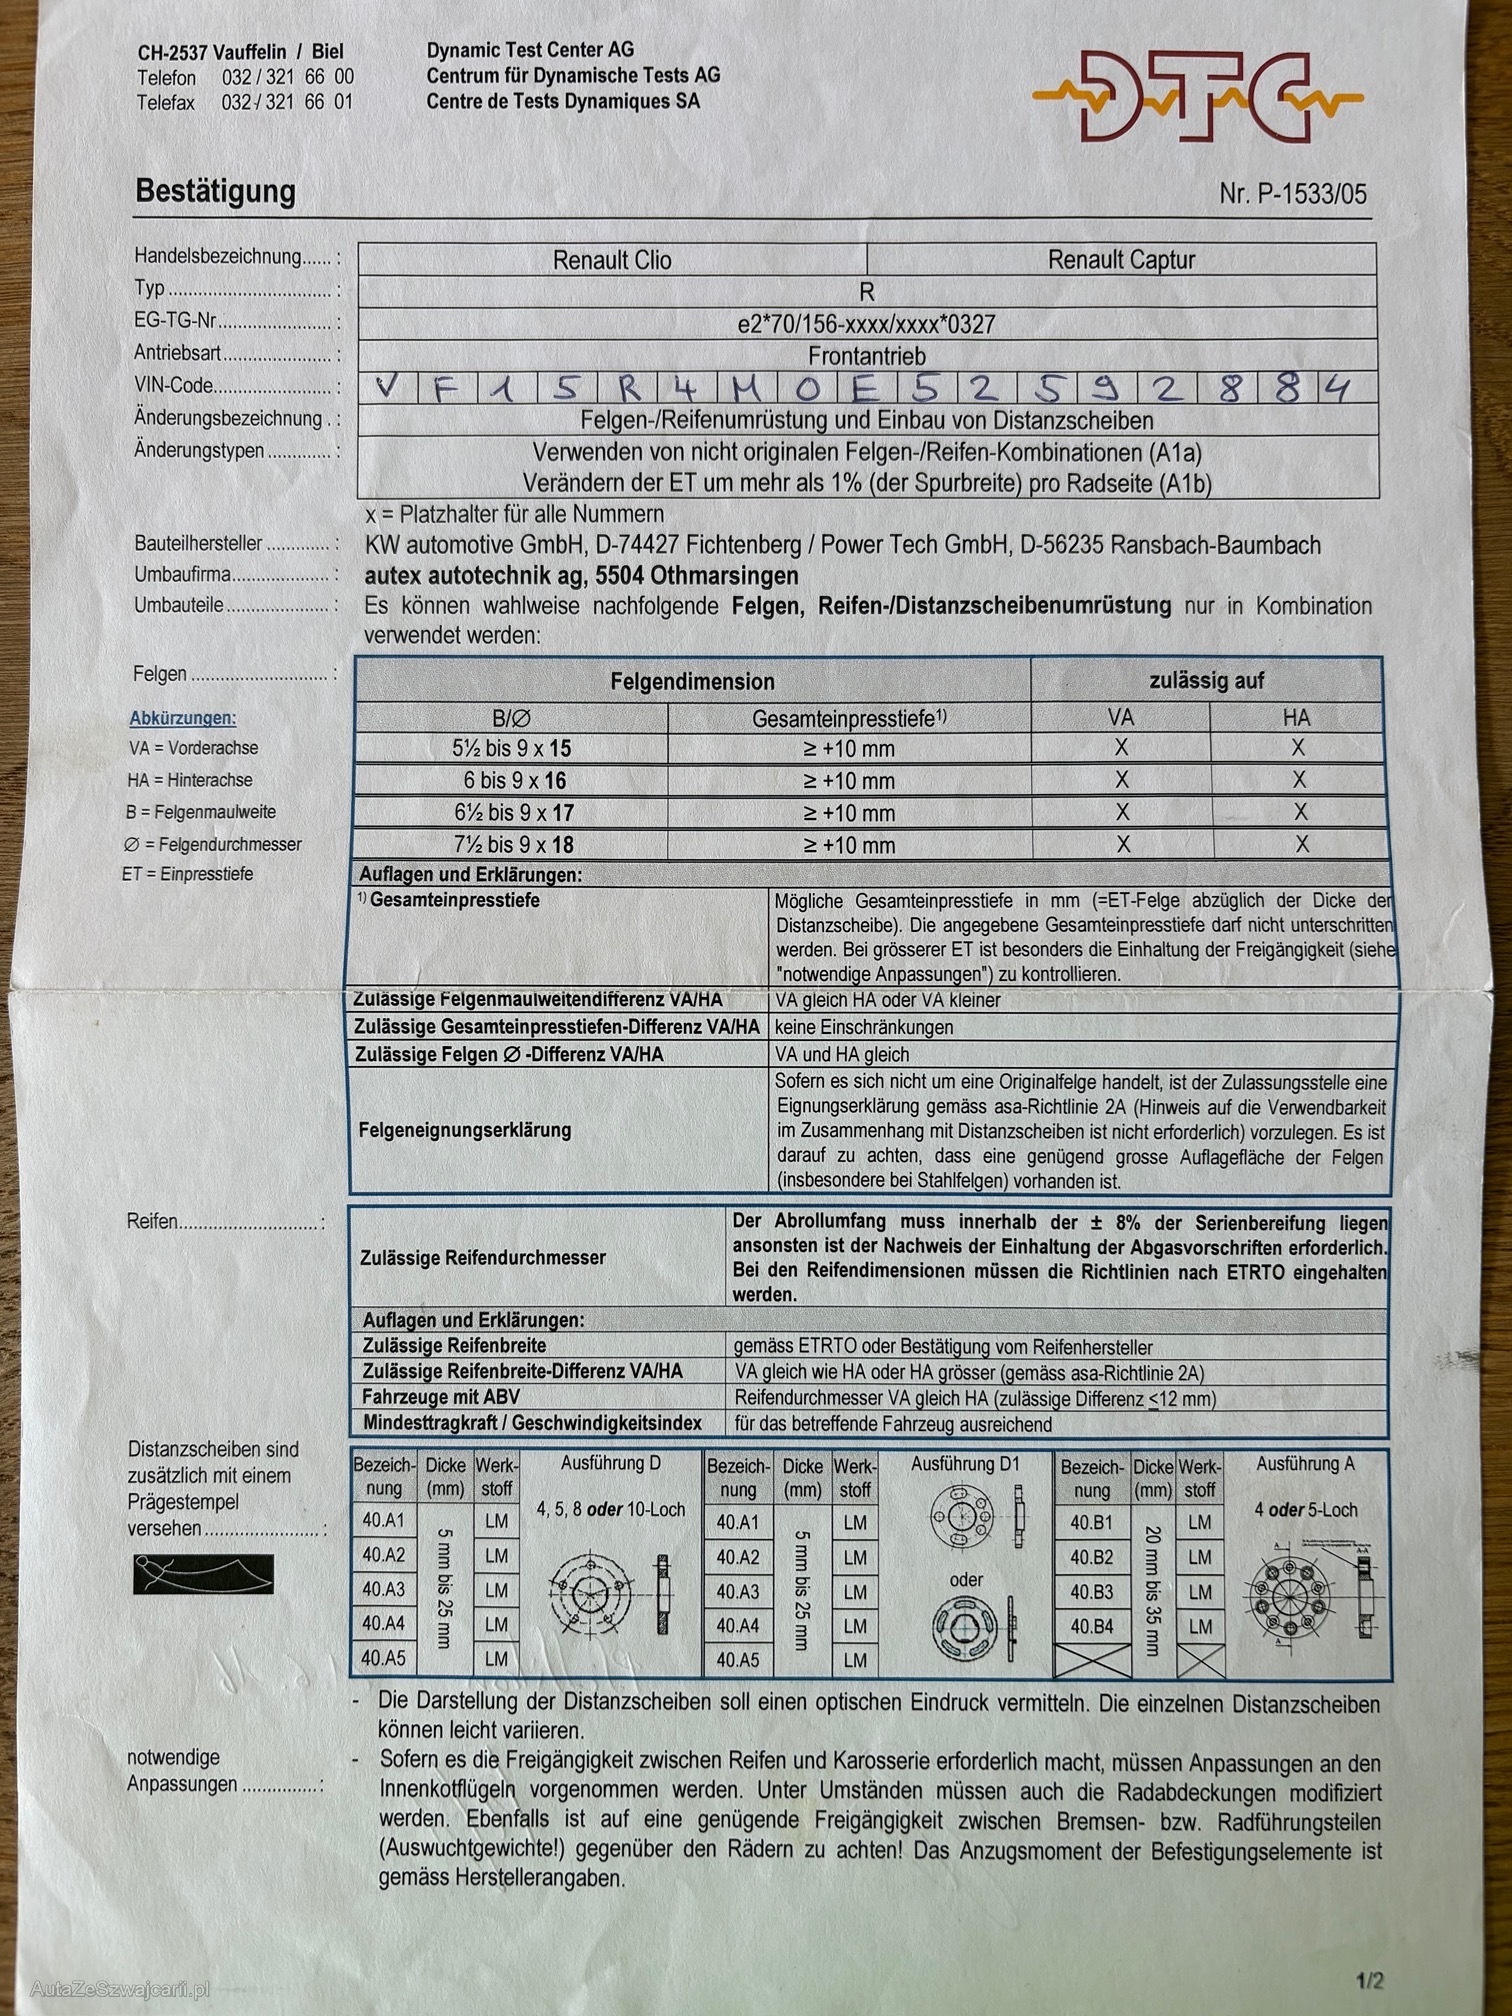 CH-2537 Vauffelin / Biel
Telefon 032 / 321 66 00
Telefax 032 / 321 66 01
Dynamic Test Center AG
Centrum für Dynamische Tests AG
Centre de Tests Dynamiques SA
DTC
Bestätigung
Nr. P-1533/05
Handelsbezeichnung...... : Renault Clio Renault Captur
Typ ................................. : R
EG-TG-Nr....................... : e2*70/156-xxxx/xxxx*0327
Antriebsart...................... : Frontantrieb
VIN-Code........................ : V F 1 5 R 4 M 0 E 5 2 5 9 2 8 8 4
Änderungsbezeichnung . : Felgen-/Reifenumrüstung und Einbau von Distanzscheiben
Änderungstypen ............. : Verwenden von nicht originalen Felgen-/Reifen-Kombinationen (A1a)
Verändern der ET um mehr als 1% (der Spurbreite) pro Radseite (A1b)
x = Platzhalter für alle Nummern
Bauteilhersteller ............. : KW automotive GmbH, D-74427 Fichtenberg / Power Tech GmbH, D-56235 Ransbach-Baumbach
Umbaufirma.................... : autex autotechnik ag, 5504 Othmarsingen
Umbauteile ..................... : Es können wahlweise nachfolgende Felgen, Reifen-/Distanzscheibenumrüstung nur in Kombination
verwendet werden:
Felgen ............................ :
Felgendimension zulässig auf
B/Ø Gesamteinpresstiefe1) VA HA
5½ bis 9 x 15 ≥ +10 mm X X
6 bis 9 x 16 ≥ +10 mm X X
6½ bis 9 x 17 ≥ +10 mm X X
7½ bis 9 x 18 ≥ +10 mm X X
Abkürzungen:
VA = Vorderachse
HA = Hinterachse
B = Felgenmaulweite
Ø = Felgendurchmesser
ET = Einpresstiefe
Auflagen und Erklärungen:
1) Gesamteinpresstiefe
Mögliche Gesamteinpresstiefe in mm (=ET-Felge abzüglich der Dicke der
Distanzscheibe). Die angegebene Gesamteinpresstiefe darf nicht unterschritten
werden. Bei grösserer ET ist besonders die Einhaltung der Freigängigkeit (siehe
"notwendige Anpassungen") zu kontrollieren.
Zulässige Felgenmaulweitendifferenz VA/HA VA gleich HA oder VA kleiner
Zulässige Gesamteinpresstiefen-Differenz VA/HA keine Einschränkungen
Zulässige Felgen Ø -Differenz VA/HA VA und HA gleich
Felgeneignungserklärung
Sofern es sich nicht um eine Originalfelge handelt, ist der Zulassungsstelle eine
Eignungserklärung gemäss asa-Richtlinie 2A (Hinweis auf die Verwendbarkeit
im Zusammenhang mit Distanzscheiben ist nicht erforderlich) vorzulegen. Es ist
darauf zu achten, dass eine genügend grosse Auflagefläche der Felgen
(insbesondere bei Stahlfelgen) vorhanden ist.
Reifen............................ :
Zulässige Reifendurchmesser
Der Abrollumfang muss innerhalb der ± 8% der Serienbereifung liegen
ansonsten ist der Nachweis der Einhaltung der Abgasvorschriften erforderlich.
Bei den Reifendimensionen müssen die Richtlinien nach ETRTO eingehalten
werden.
Auflagen und Erklärungen:
Zulässige Reifenbreite gemäss ETRTO oder Bestätigung vom Reifenhersteller
Zulässige Reifenbreite-Differenz VA/HA VA gleich wie HA oder HA grösser (gemäss asa-Richtlinie 2A)
Fahrzeuge mit ABV Reifendurchmesser VA gleich HA (zulässige Differenz ≤12 mm)
Mindesttragkraft / Geschwindigkeitsindex für das betreffende Fahrzeug ausreichend
Distanzscheiben sind
zusätzlich mit einem
Prägestempel
versehen ....................... :
Bezeich- Dicke Werk- Ausführung D
nung (mm) stoff
4, 5, 8 oder 10-Loch
40.A1 LM
40.A2 LM
40.A3 LM
40.A4 LM
40.A5 LM
5 mm bis 25 mm
Bezeich- Dicke Werk- Ausführung D1
nung (mm) stoff
40.A1 LM
40.A2 LM
40.A3 LM
40.A4 LM
40.A5 LM
5 mm bis 25 mm
oder
Bezeich- Dicke Werk- Ausführung A
nung (mm) stoff
4 oder 5-Loch
40.B1 LM
40.B2 LM
40.B3 LM
40.B4 LM
20 mm bis 35 mm
A-A
A
A
- Die Darstellung der Distanzscheiben soll einen optischen Eindruck vermitteln. Die einzelnen Distanzscheiben
können leicht variieren.
notwendige
Anpassungen ............... :
- Sofern es die Freigängigkeit zwischen Reifen und Karosserie erforderlich macht, müssen Anpassungen an den
Innenkotflügeln vorgenommen werden. Unter Umständen müssen auch die Radabdeckungen modifiziert
werden. Ebenfalls ist auf eine genügende Freigängigkeit zwischen Bremsen- bzw. Radführungsteilen
(Auswuchtgewichte!) gegenüber den Rädern zu achten! Das Anzugsmoment der Befestigungselemente ist
gemäss Herstellerangaben.
AutaZeSzwajcarii.pl
1/2